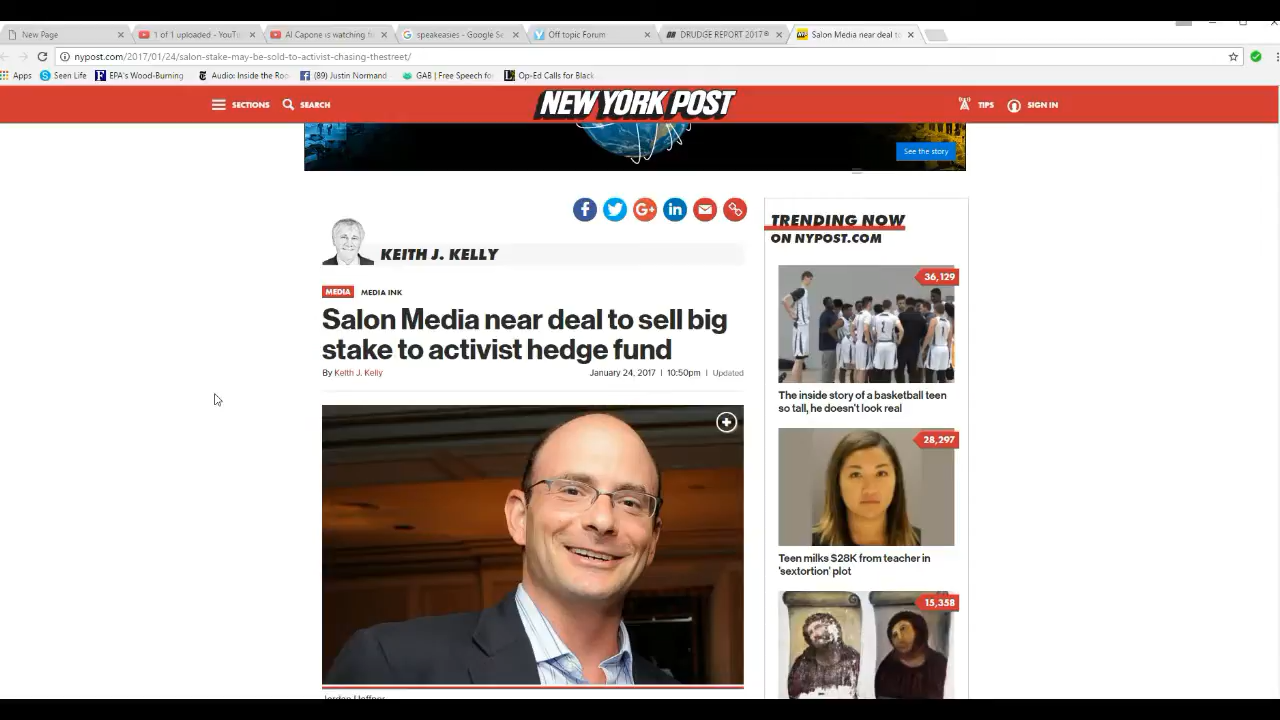 New Page
1 of 1 uploaded - YouTu
Al Capone is watching f
speakeases - Google Se
Off topic Forum
DRUDGE REPORT 2017®
Salon Media near deal to
nypost.com/2017/01/24/salon-stake-may-be-sold-to-activist-chasing-thestreet/
Apps
Seen Life
EPA's Wood-Burning
Audio: Inside the Roo
(89) Justin Normand
GAB | Free Speech fo
Op-Ed Calls for Black
SECTIONS
SEARCH
NEW YORK POST
TIPS
SIGN IN
See the story
KEITH J. KELLY
MEDIA
MEDIA INK
Salon Media near deal to sell big
stake to activist hedge fund
By Keith J. Kelly
January 24, 2017 | 10:50pm | Updated
TRENDING NOW
ON NYPOST.COM
36,129
The inside story of a basketball teen
so tall, he doesn't look real
28,297
Teen milks $28K from teacher in
'sextortion' plot
15,358